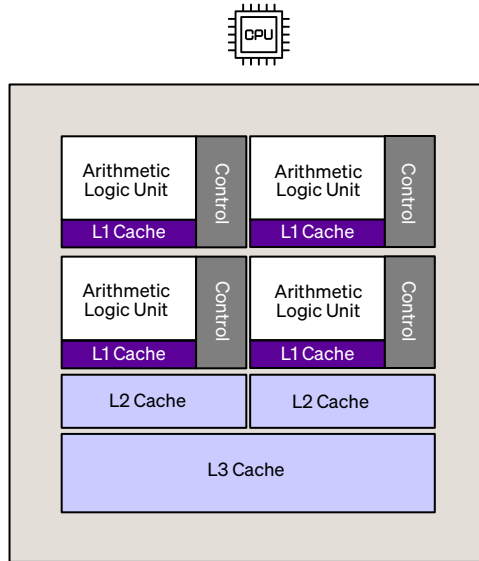 CPU
Arithmetic
Logic Unit
Control
L1 Cache
Arithmetic
Logic Unit
Control
L1 Cache
Arithmetic
Logic Unit
Control
L1 Cache
Arithmetic
Logic Unit
Control
L1 Cache
L2 Cache
L2 Cache
L3 Cache